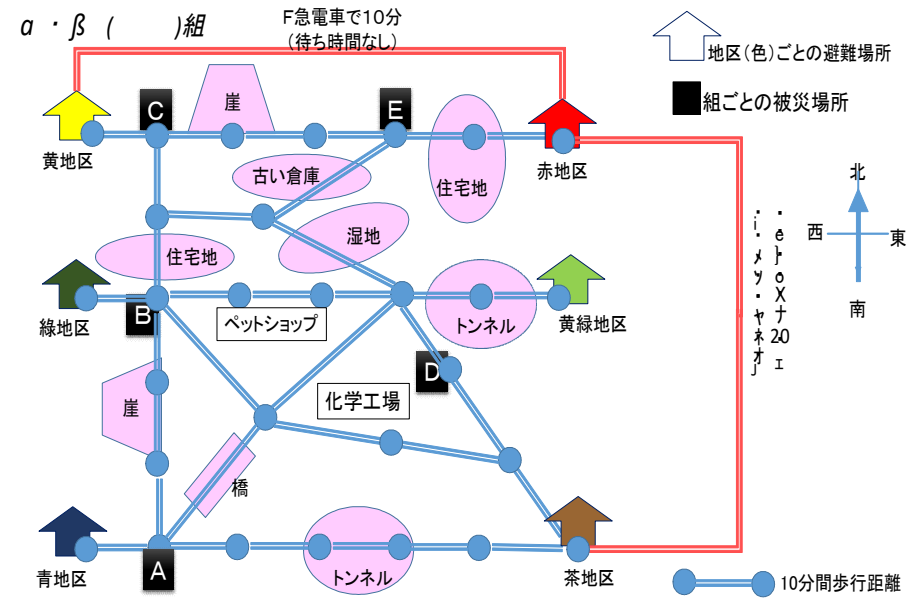 α ・ β (　　　)組
F急電車で10分
(待ち時間なし)
地区(色)ごとの避難場所
組ごとの被災場所
C
崖
E
黄地区
古い倉庫
住宅地
赤地区
北
西
東
南
湿地
住宅地
綠地区
B
ペットショップ
トンネル
黄緑地区
D
20
崖
化学工場
橋
青地区
A
トンネル
茶地区
10分間歩行距離